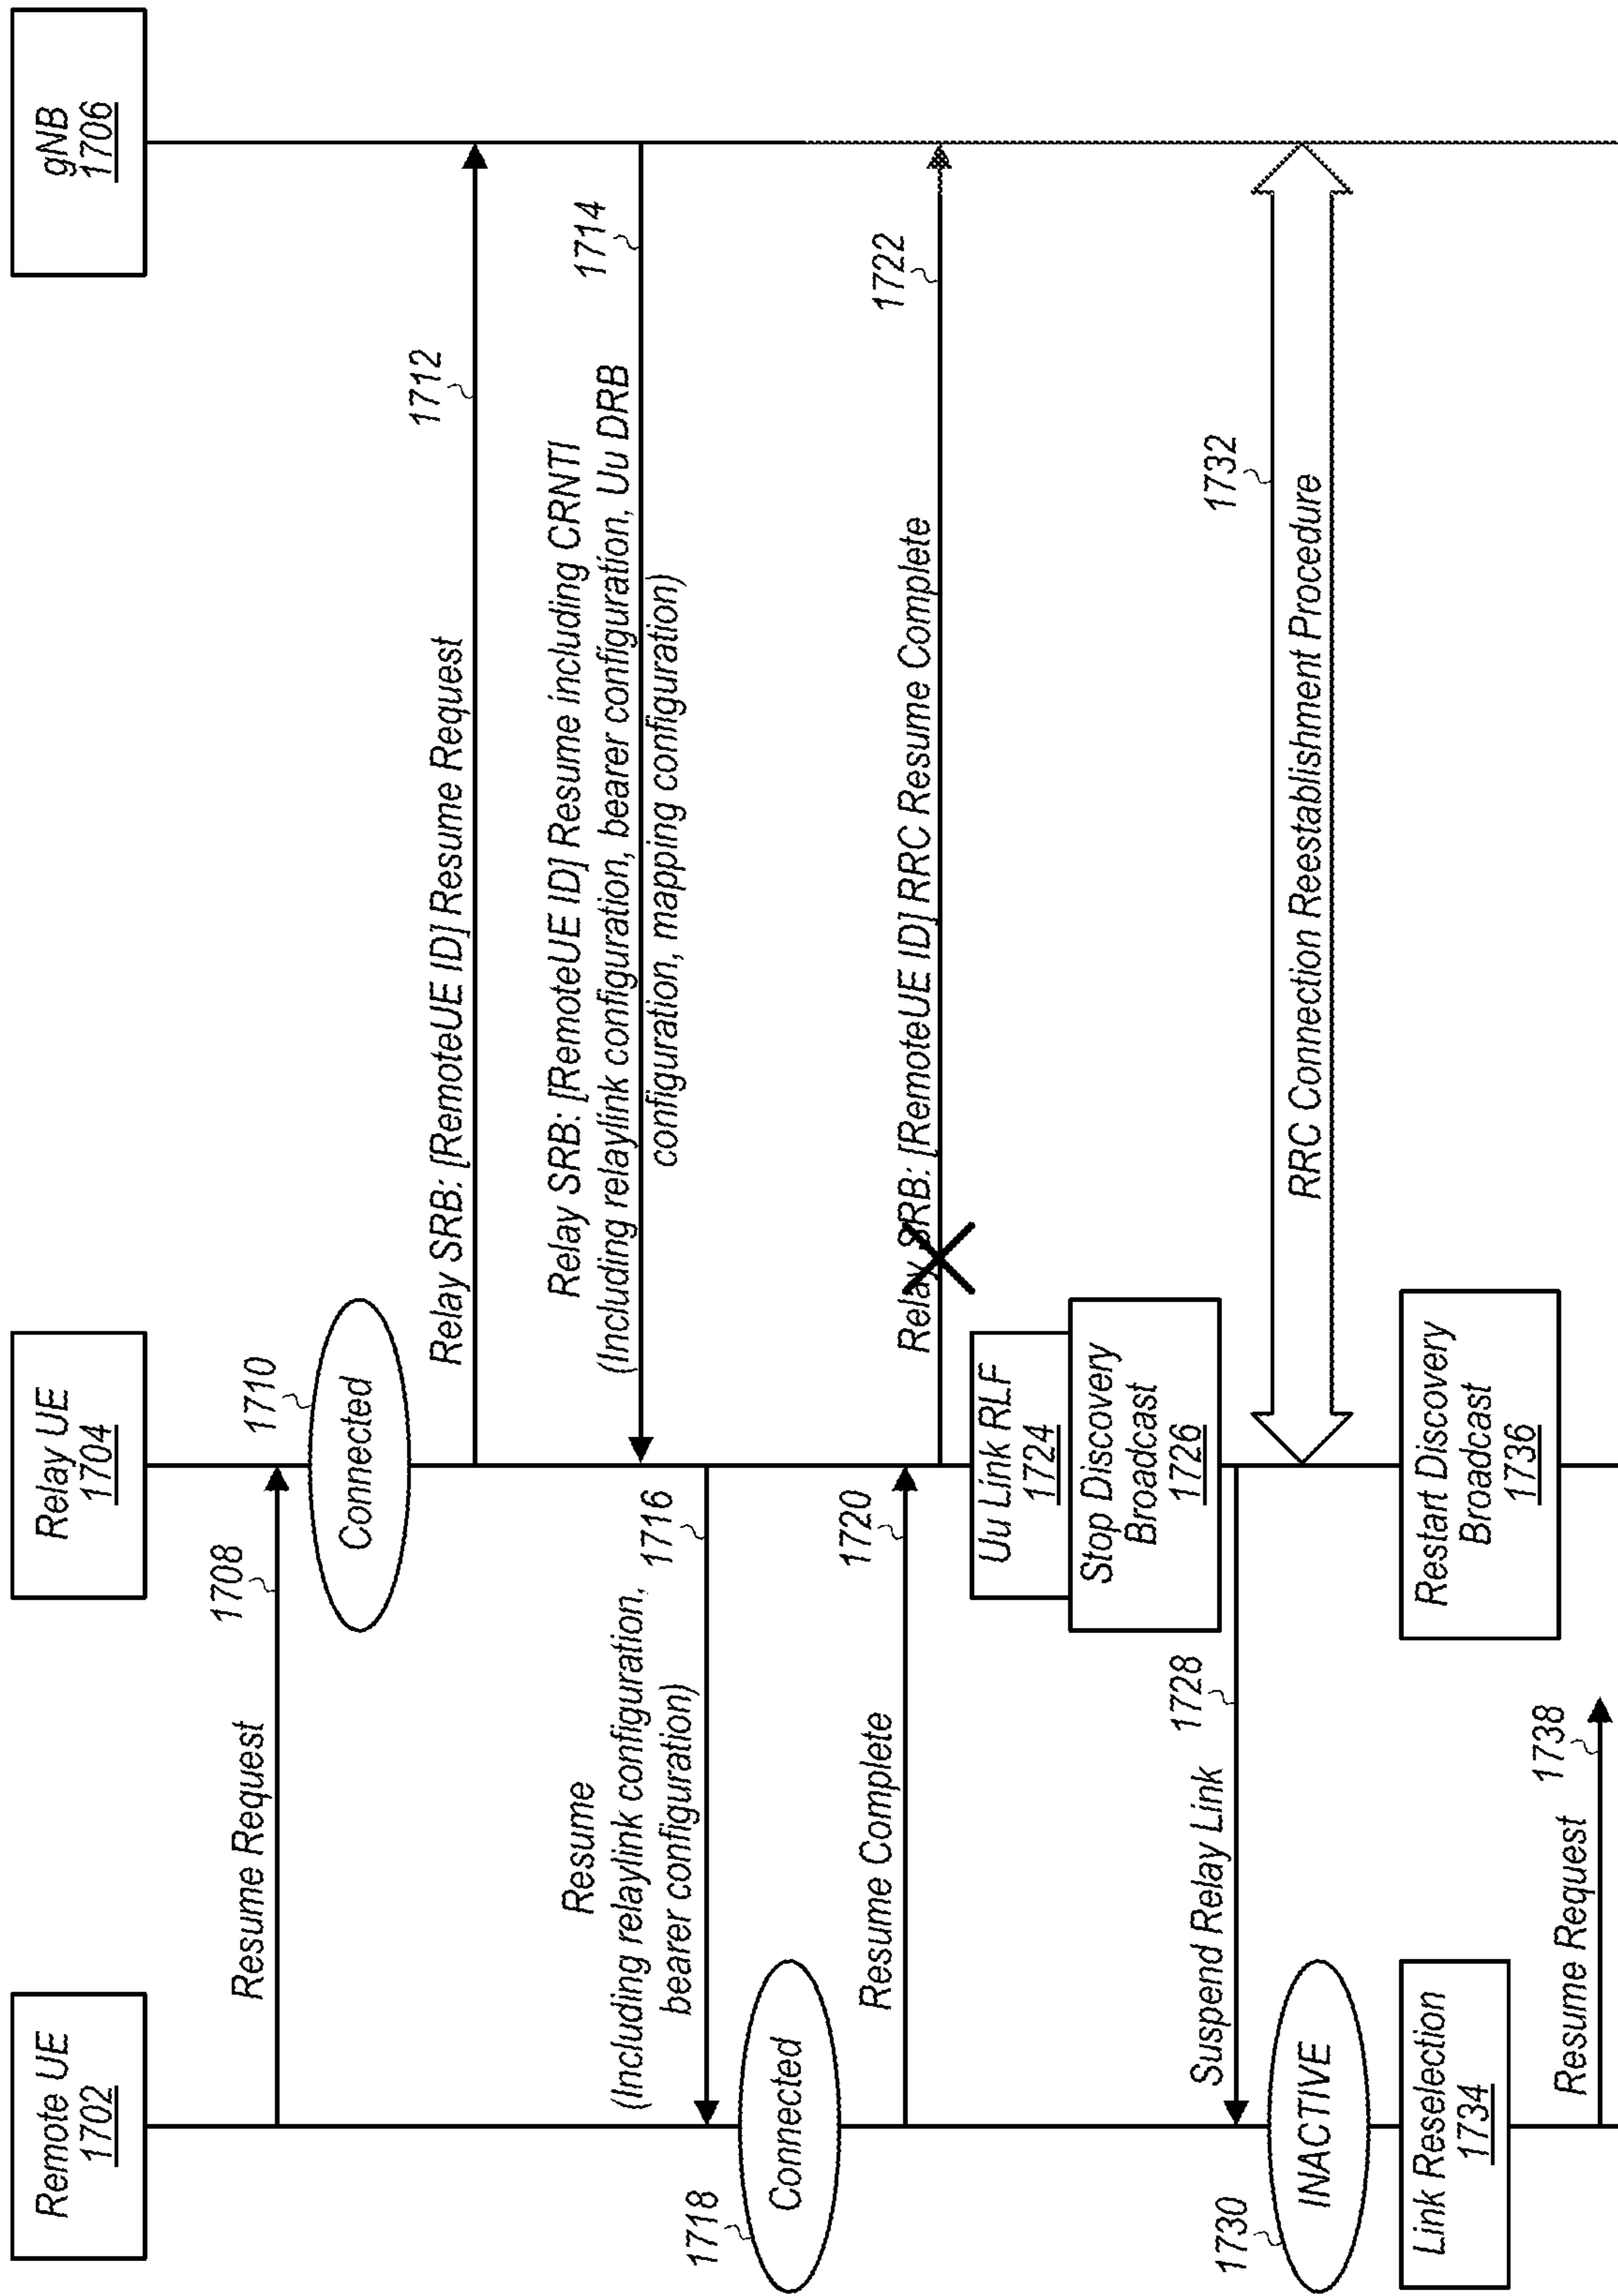 Remote UE
1702
Relay UE
1704
gNB
1706
Resume Request
1708
1710
Connected
Relay SRB: [RemoteUE ID] Resume Request
1712
Relay SRB: [RemoteUE ID] Resume including CRNTI
(Including relaylink configuration, bearer configuration, Uu DRB
configuration, mapping configuration)
1714
Resume
(Including relaylink configuration,
bearer configuration)
1716
1718
Connected
Resume Complete
1720
Relay SRB: [RemoteUE ID] RRC Resume Complete
1722
Uu Link RLF
1724
Stop Discovery
Broadcast
1726
Suspend Relay Link
1728
1730
INACTIVE
1732
RRC Connection Reestablishment Procedure
Link Reselection
1734
Restart Discovery
Broadcast
1736
Resume Request
1738